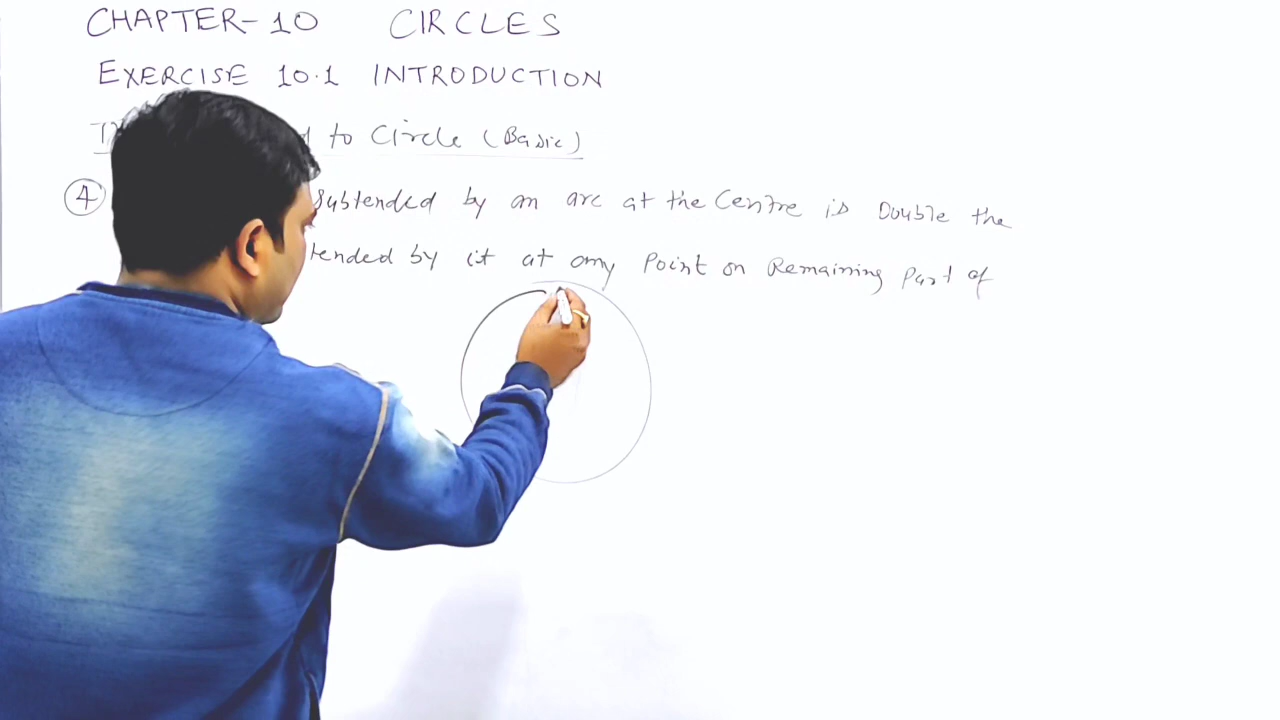 CHAPTER-10 CIRCLES
EXERCISE 10.1 INTRODUCTION
to Circle (Basic)
4 Subtended by an arc at the Centre is Double the
tended by it at any Point on Remaining Part of